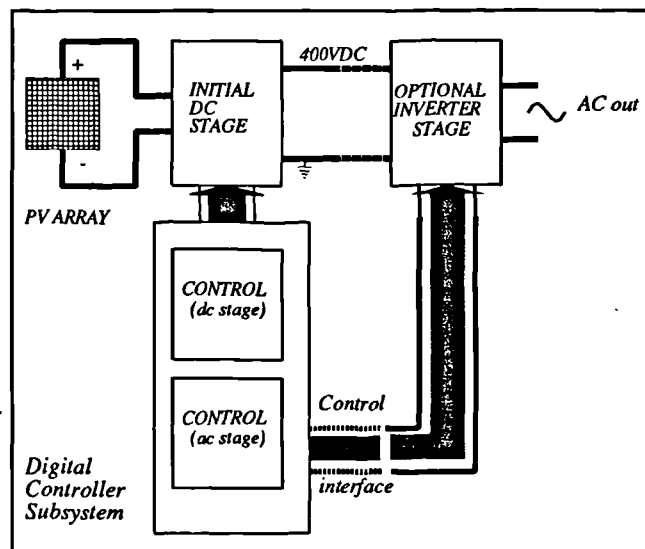 +
-
PV ARRAY
INITIAL
DC
STAGE
400VDC
OPTIONAL
INVERTER
STAGE
AC out
CONTROL
(dc stage)
CONTROL
(ac stage)
Control
interface
Digital
Controller
Subsystem